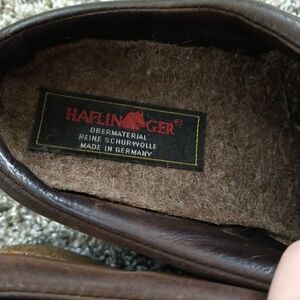 HAFLINGER®
OBERMATERIAL
REINE SCHURWOLLE
MADE IN GERMANY